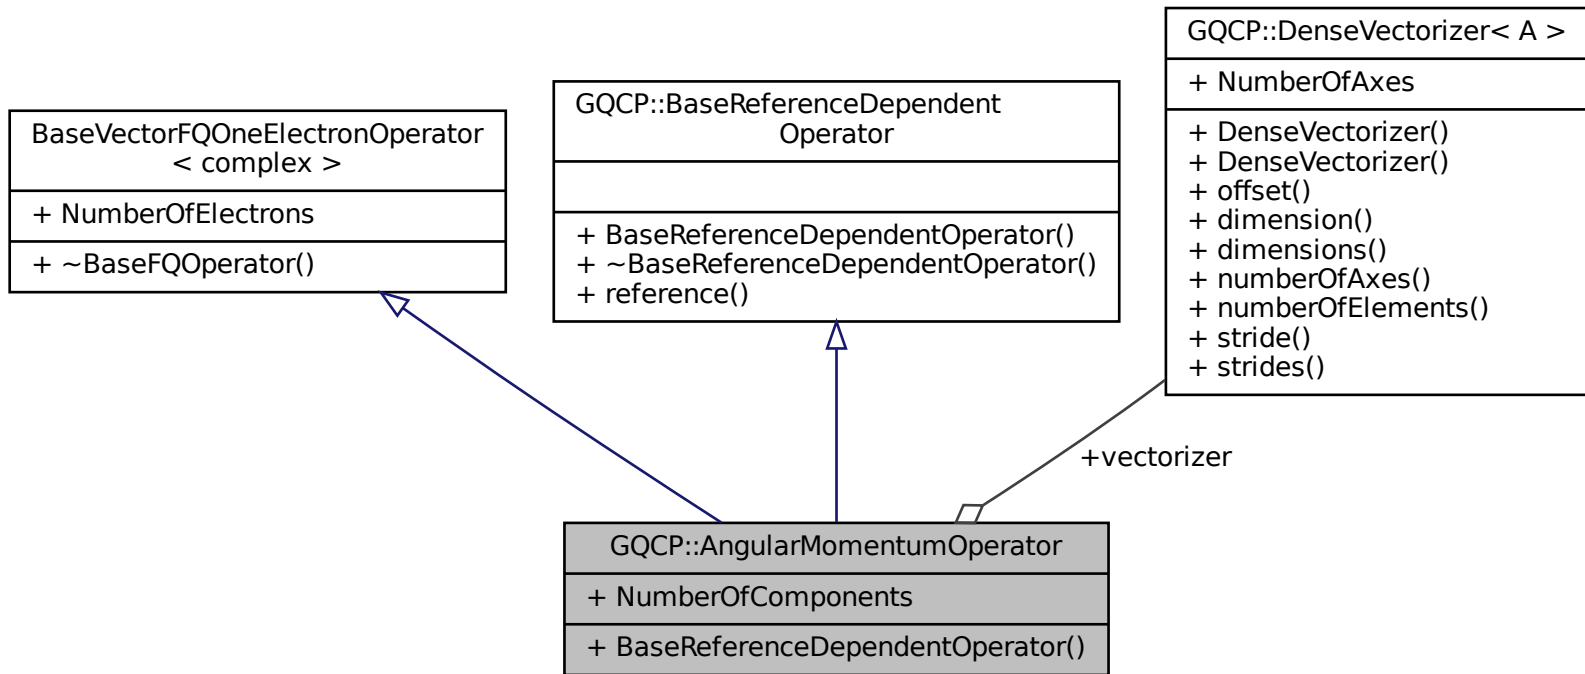 BaseVectorFQOneElectronOperator
< complex >
+ NumberOfElectrons
+ ~BaseFQOperator()
GQCP::BaseReferenceDependent
Operator
+ BaseReferenceDependentOperator()
+ ~BaseReferenceDependentOperator()
+ reference()
GQCP::DenseVectorizer< A >
+ NumberOfAxes
+ DenseVectorizer()
+ DenseVectorizer()
+ offset()
+ dimension()
+ dimensions()
+ numberOfAxes()
+ numberOfElements()
+ stride()
+ strides()
+vectorizer
GQCP::AngularMomentumOperator
+ NumberOfComponents
+ BaseReferenceDependentOperator()